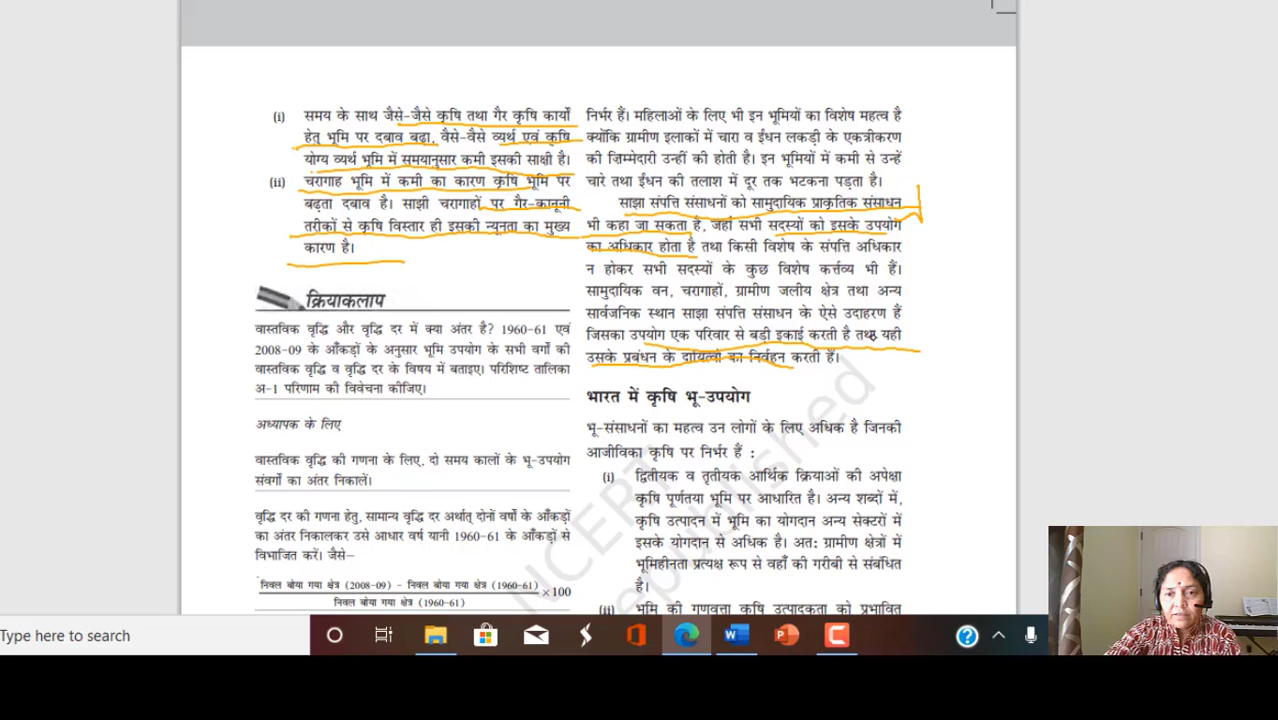 (i) समय के साथ जैसे-जैसे कृषि तथा गैर कृषि कार्यों
हेतु भूमि पर दबाव बढ़ा, वैसे-वैसे व्यर्थ एवं कृषि
योग्य व्यर्थ भूमि में समयानुसार कमी इसकी साक्षी है।
(ii) चरागाह भूमि में कमी का कारण कृषि भूमि पर
बढ़ता दबाव है। साझी चरागाहों पर गैर-कानूनी
तरीकों से कृषि विस्तार ही इसकी न्यूनता का मुख्य
कारण है।
क्रियाकलाप
वास्तविक वृद्धि और वृद्धि दर में क्या अंतर है? 1960-61 एवं
2008-09 के आँकड़ों के अनुसार भूमि उपयोग के सभी वर्गों की
वास्तविक वृद्धि व वृद्धि दर के विषय में बताइए। परिशिष्ट तालिका
अ-1 परिणाम की विवेचना कीजिए।
अध्यापक के लिए
वास्तविक वृद्धि की गणना के लिए, दो समय कालों के भू-उपयोग
संवर्गों का अंतर निकालें।
वृद्धि दर की गणना हेतु, सामान्य वृद्धि दर अर्थात् दोनों वर्षों के आँकड़ों
का अंतर निकालकर उसे आधार वर्ष यानी 1960-61 के आँकड़ों से
विभाजित करें। जैसे–
निवल बोया गया क्षेत्र (2008-09) - निवल बोया गया क्षेत्र (1960-61)
×100
निवल बोया गया क्षेत्र (1960-61)
निर्भर हैं। महिलाओं के लिए भी इन भूमियों का विशेष महत्व है
क्योंकि ग्रामीण इलाकों में चारा व ईंधन लकड़ी के एकत्रीकरण
की जिम्मेदारी उन्हीं की होती है। इन भूमियों में कमी से उन्हें
चारे तथा ईंधन की तलाश में दूर तक भटकना पड़ता है।
साझा संपत्ति संसाधनों को सामुदायिक प्राकृतिक संसाधन
भी कहा जा सकता है, जहाँ सभी सदस्यों को इसके उपयोग
का अधिकार होता है तथा किसी विशेष के संपत्ति अधिकार
न होकर सभी सदस्यों के कुछ विशेष कर्त्तव्य भी हैं।
सामुदायिक वन, चरागाहों, ग्रामीण जलीय क्षेत्र तथा अन्य
सार्वजनिक स्थान साझा संपत्ति संसाधन के ऐसे उदाहरण हैं
जिसका उपयोग एक परिवार से बड़ी इकाई करती है तथा यही
उसके प्रबंधन के दायित्वों का निर्वहन करती हैं।
भारत में कृषि भू-उपयोग
भू-संसाधनों का महत्व उन लोगों के लिए अधिक है जिनकी
आजीविका कृषि पर निर्भर हैं :
(i) द्वितीयक व तृतीयक आर्थिक क्रियाओं की अपेक्षा
कृषि पूर्णतया भूमि पर आधारित है। अन्य शब्दों में,
कृषि उत्पादन में भूमि का योगदान अन्य सेक्टरों में
इसके योगदान से अधिक है। अत: ग्रामीण क्षेत्रों में
भूमिहीनता प्रत्यक्ष रूप से वहाँ की गरीबी से संबंधित
है।
(ii) भूमि की गुणवत्ता कृषि उत्पादकता को प्रभावित
NCERT
republished
Type here to search